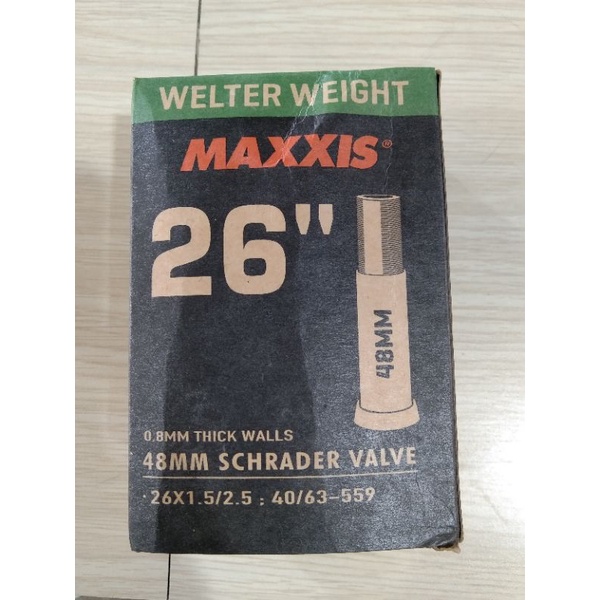 WELTER WEIGHT
MAXXIS®
26"
48MM
0.8MM THICK WALLS
48MM SCHRADER VALVE
·26X1.5/2.5 ; 40/63-559